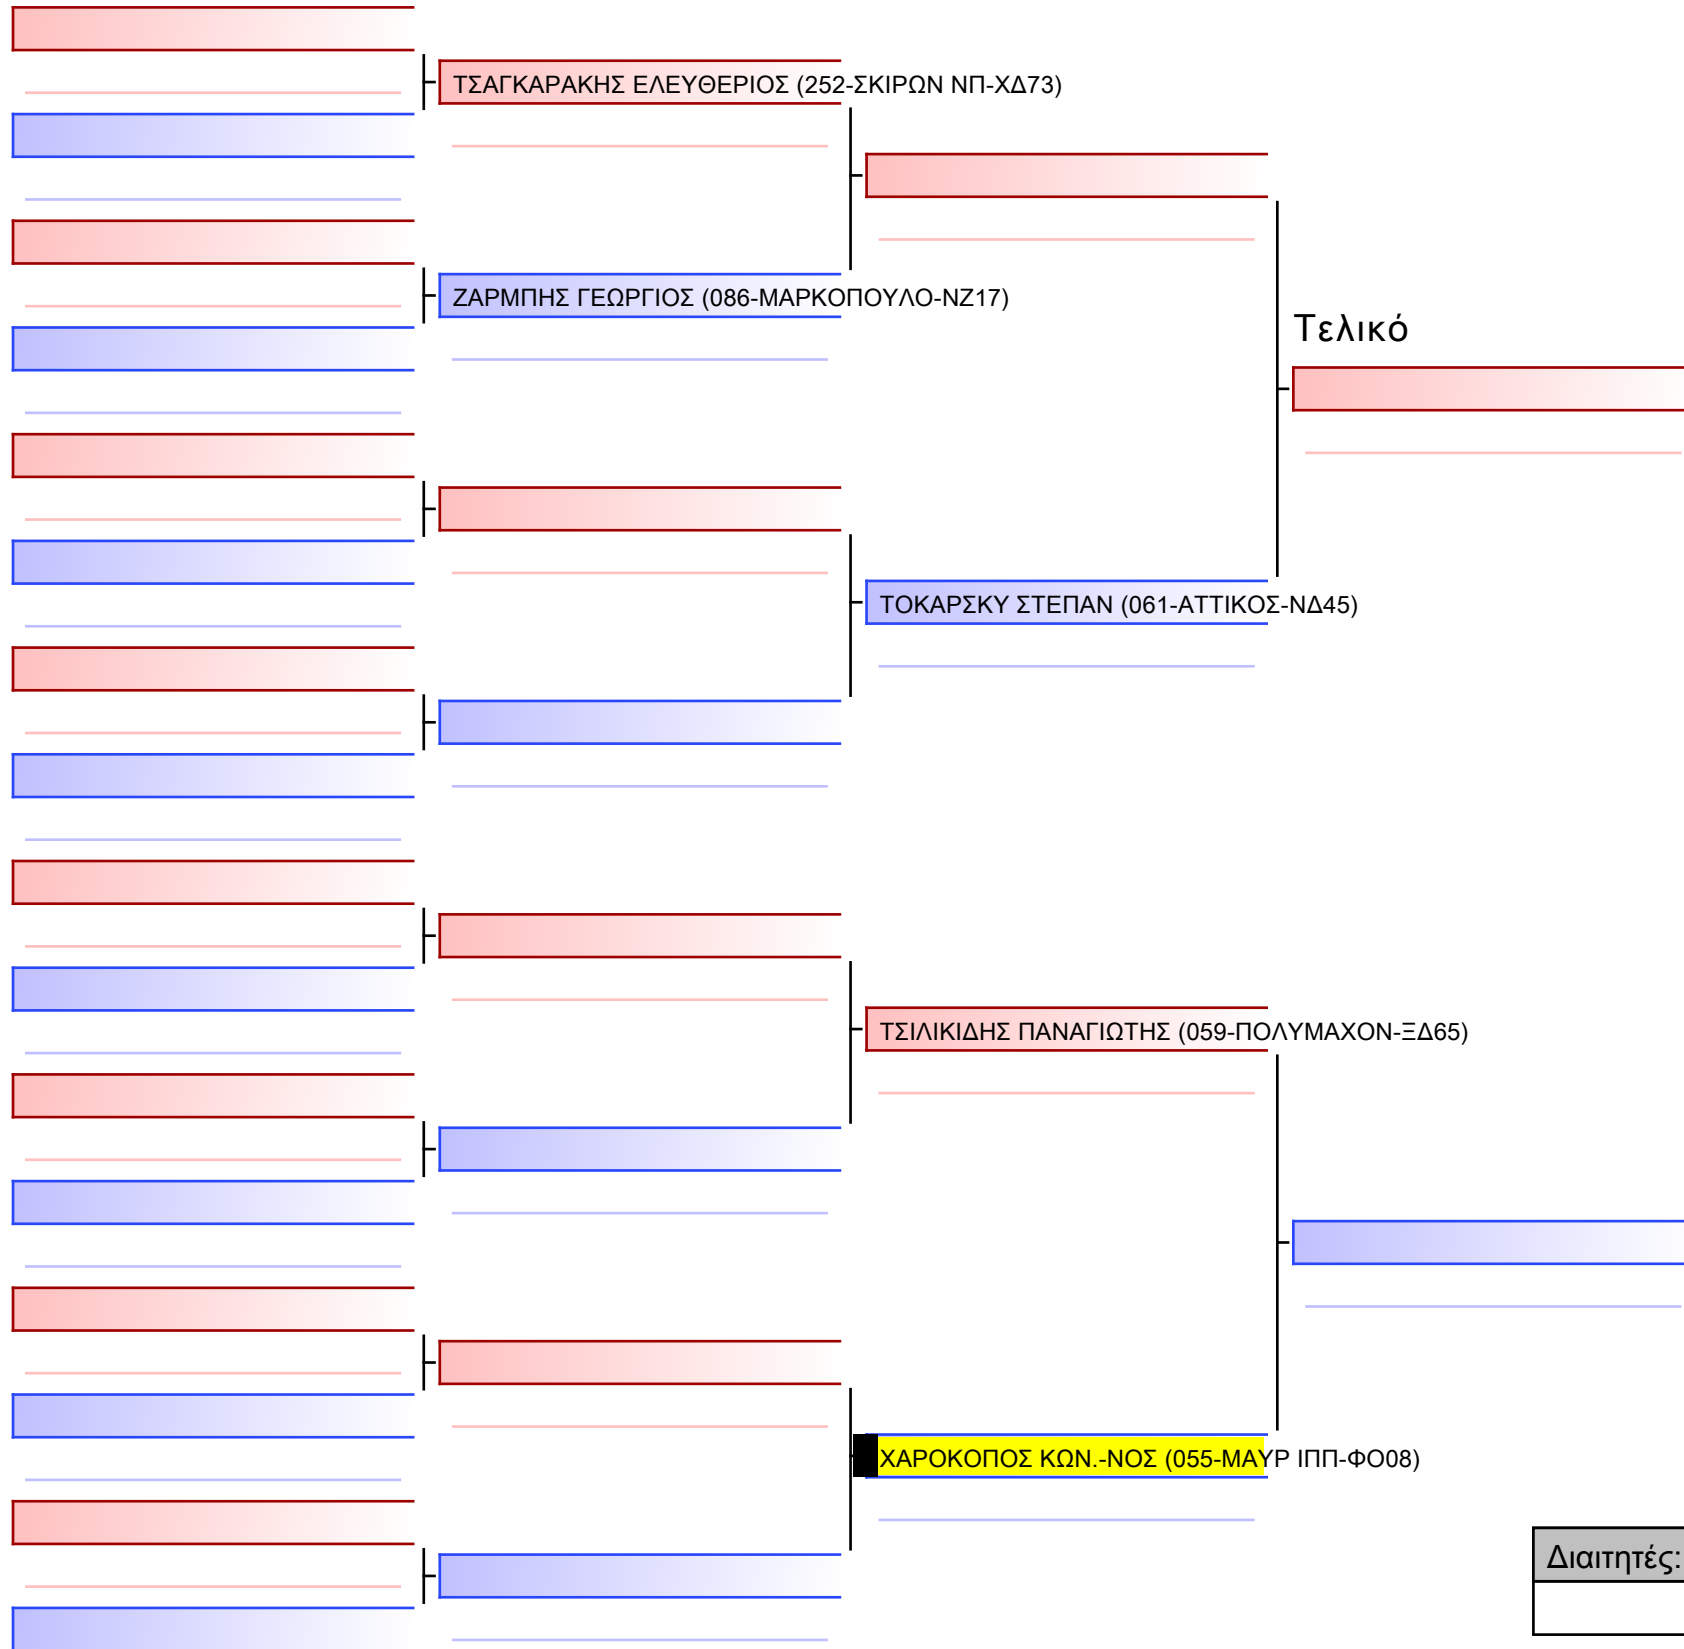 ΤΣΑΓΚΑΡΑΚΗΣ ΕΛΕΥΘΕΡΙΟΣ (252-ΣΚΙΡΩΝ ΝΠ-ΧΔ73)
ΖΑΡΜΠΗΣ ΓΕΩΡΓΙΟΣ (086-ΜΑΡΚΟΠΟΥΛΟ-ΝΖ17)
Τελικό
ΤΟΚΑΡΣΚΥ ΣΤΕΠΑΝ (061-ΑΤΤΙΚΟΣ-ΝΔ45)
ΤΣΙΛΙΚΙΔΗΣ ΠΑΝΑΓΙΩΤΗΣ (059-ΠΟΛΥΜΑΧΟΝ-ΞΔ65)
ΧΑΡΟΚΟΠΟΣ ΚΩΝ.-ΝΟΣ (055-ΜΑΥΡ ΙΠΠ-ΦΟ08)
Διαιτητές: